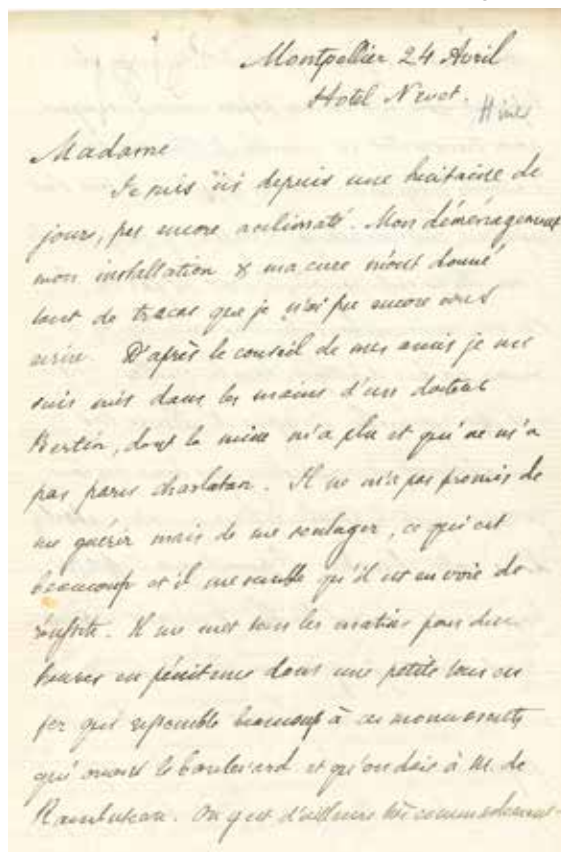 Montpellier 24 Avril
Hotel Nevet.
Madame
Je suis ici depuis une huitaine de
jours, pas encore acclimaté. Mon déménagement
mon installation & ma cure m'ont donné
tant de tracas que je n'ai pu encore vous
écrire. D'après le conseil de mes amis je me
suis mis dans les mains d'un docteur
Bertin, dont la mine m'a plu et qui ne m'a
pas paru charlatan. Il ne m'a pas promis de
me guérir mais de me soulager, ce qui est
beaucoup et il me semble qu'il est en voie de
réussite. Il me met tous les matins pour deux
heures en pénitence dans une petite tour en
fer qui ressemble beaucoup à ces monuments
qui ornent le boulevard et qu'on doit à M. de
Rambuteau. On y est d'ailleurs très commodément